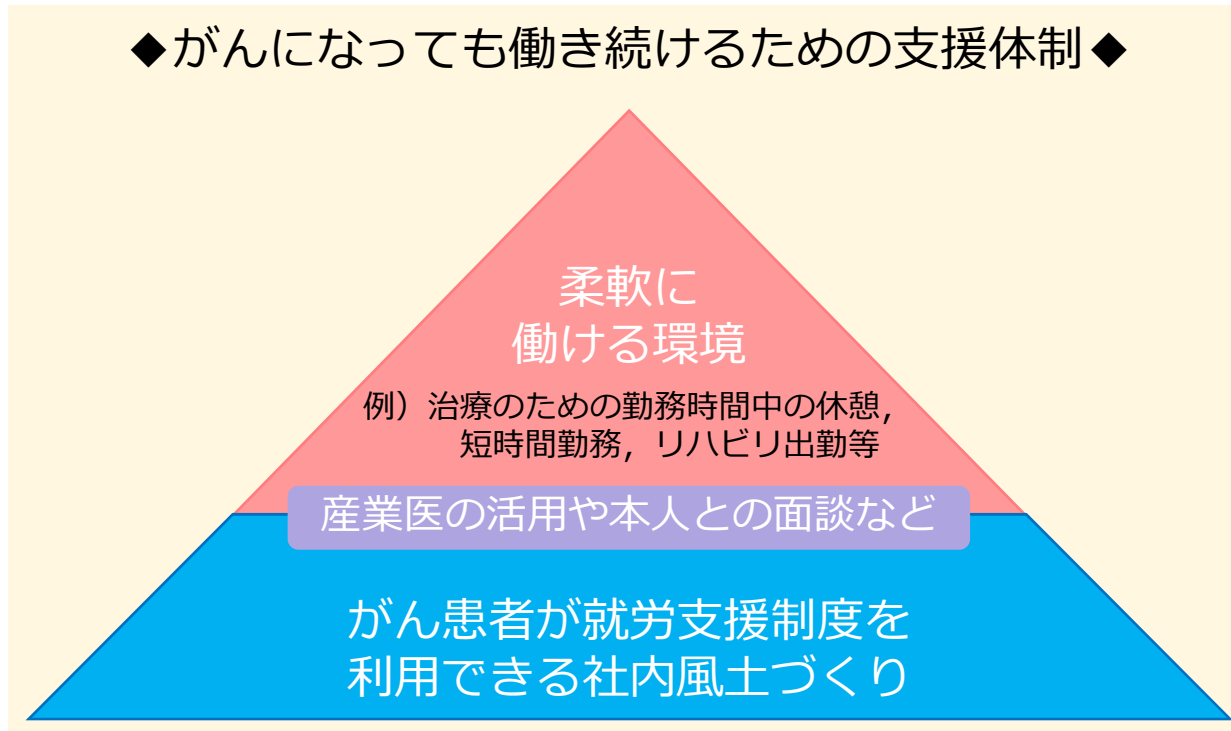 ◆がんになっても働き続けるための支援体制◆
柔軟に
働ける環境
例）治療のための勤務時間中の休憩，
短時間勤務，リハビリ出勤等
産業医の活用や本人との面談など
がん患者が就労支援制度を
利用できる社内風土づくり